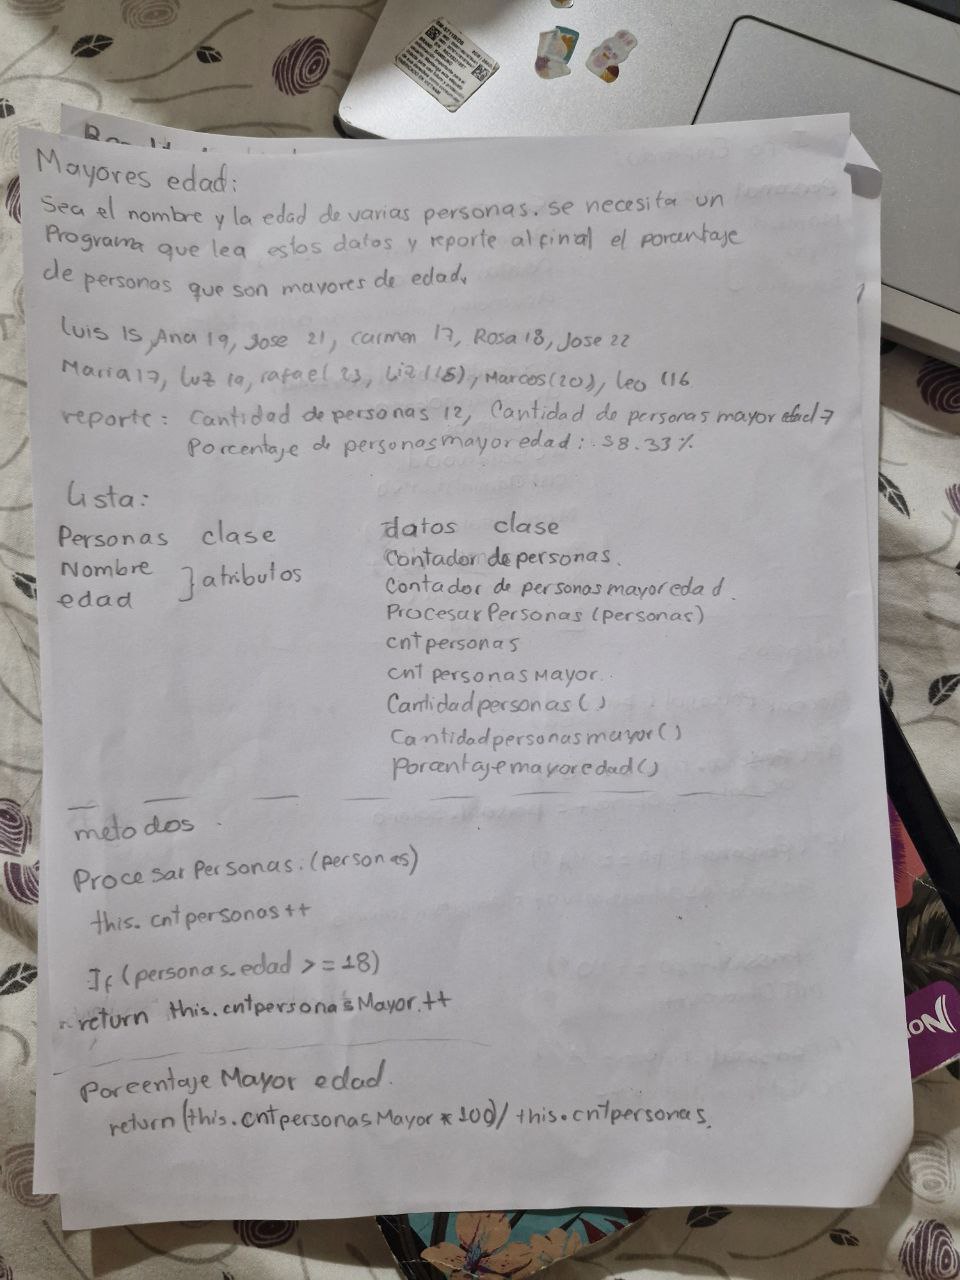 Mayores edad:
Sea el nombre y la edad de varias personas. se necesita un
Programa que lea estos datos y reporte al final el porcentaje
de personas que son mayores de edad.
Luis 15, Ana 19, Jose 21, Carmen 17, Rosa 18, Jose 22
Maria 17, Luz 19, rafael 23, Liz (15), Marcos (20), leo (16
reporte: Cantidad de personas 12, Cantidad de personas mayor edad 7
Porcentaje de personas mayor edad: 58.33%
Lista:
Personas clase
Nombre
edad
] atributos
datos clase
Contador de personas.
Contador de personas mayor edad.
Procesar Personas (personas)
cnt personas
cnt personas Mayor.
Cantidad personas ()
Cantidad personas mayor ()
Porcentaje mayor edad ()
metodos
Procesar Personas. (personas)
this. cntpersonas ++
If (personas.edad >= 18)
return this.cntpersonas Mayor.++
Porcentaje Mayor edad.
return (this.cntpersonas Mayor * 100) / this.cntpersonas.
No